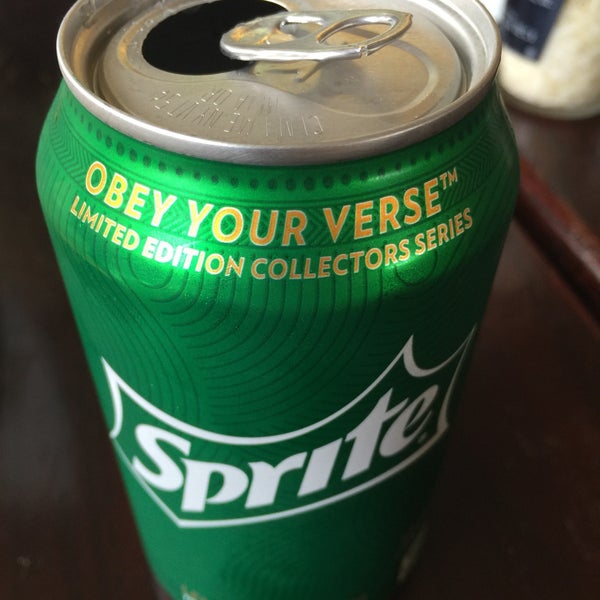 OBEY YOUR VERSE™
LIMITED EDITION COLLECTORS SERIES
Sprite®